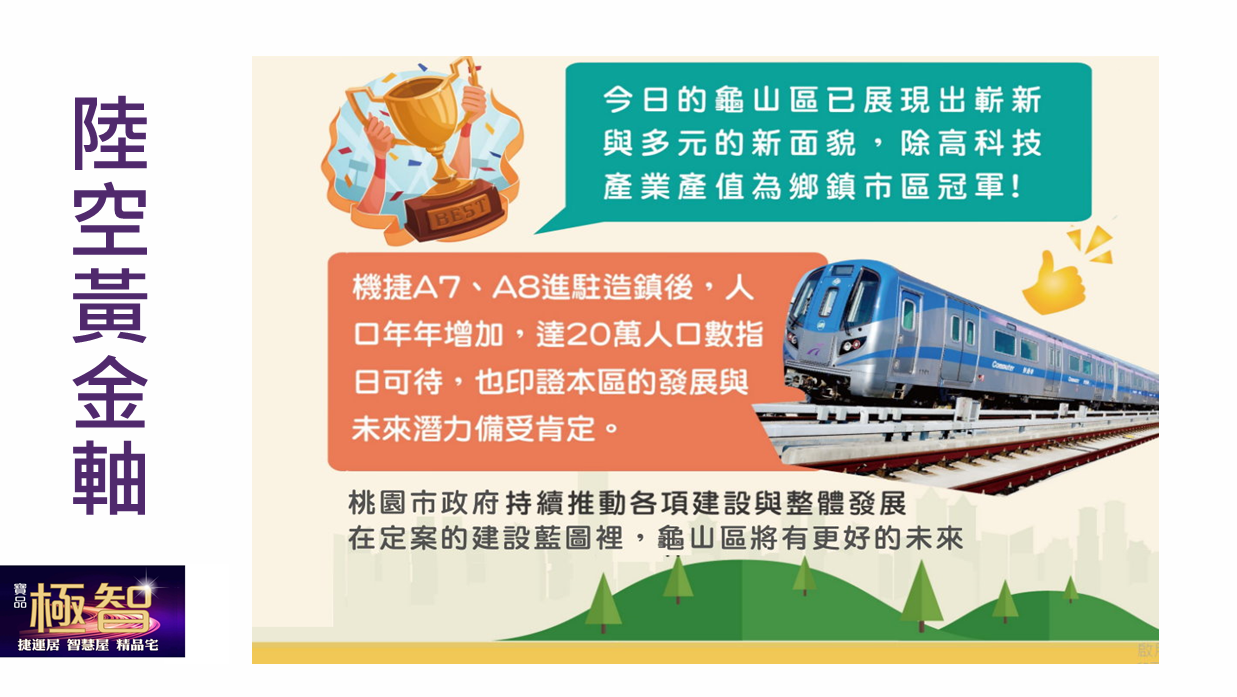 陸空黃金軸
BEST
今日的龜山區已展現出嶄新
與多元的新面貌，除高科技
產業產值為鄉鎮市區冠軍!
機捷A7、A8進駐造鎮後，人
口年年增加，達20萬人口數指
日可待，也印證本區的發展與
未來潛力備受肯定。
Commuter
桃園市政府持續推動各項建設與整體發展
在定案的建設藍圖裡，龜山區將有更好的未來
寶品
極智
捷運居 智慧屋 精品宅